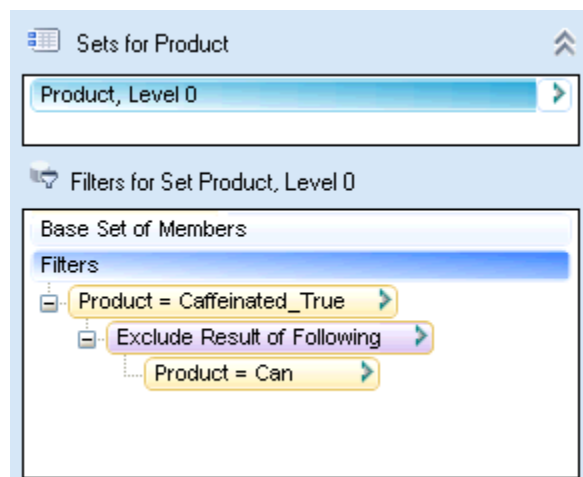 Sets for Product
Product, Level 0
Filters for Set Product, Level 0
Base Set of Members
Filters
Product = Caffeinated_True
Exclude Result of Following
Product = Can